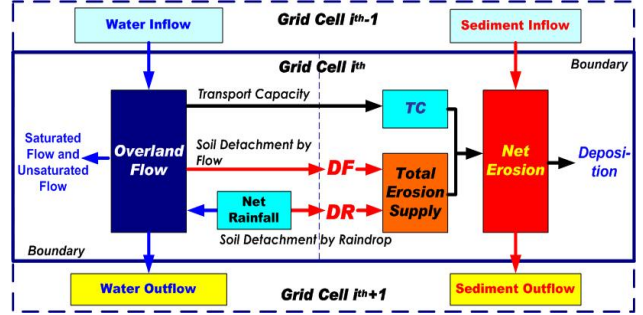 Water Inflow
Grid Cell iᵗʰ-1
Sediment Inflow
Grid Cell iᵗʰ
Boundary
Transport Capacity
TC
Saturated
Flow and
Unsaturated
Flow
Overland
Flow
Soil Detachment by
Flow
DF
Total
Erosion
Supply
Net
Erosion
Deposi-
tion
Net
Rainfall
DR
Soil Detachment by Raindrop
Boundary
Water Outflow
Grid Cell iᵗʰ+1
Sediment Outflow